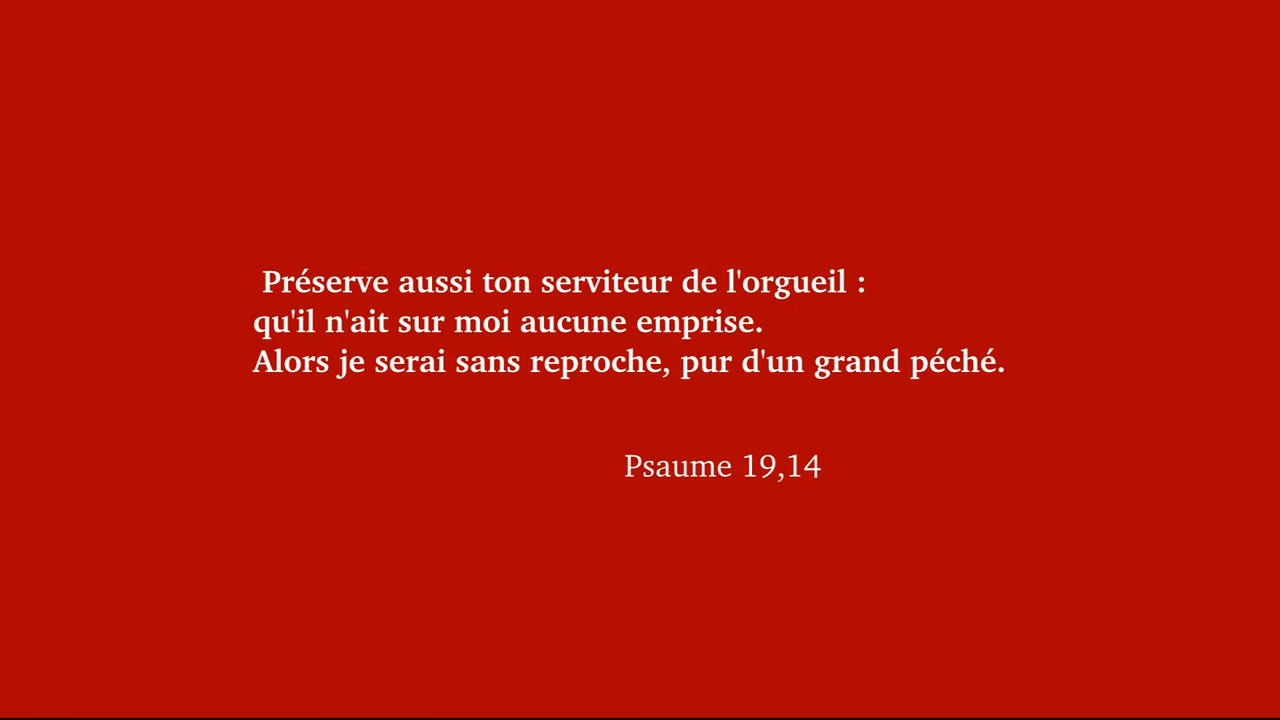 Préserve aussi ton serviteur de l'orgueil :
qu'il n'ait sur moi aucune emprise.
Alors je serai sans reproche, pur d'un grand péché.
Psaume 19,14